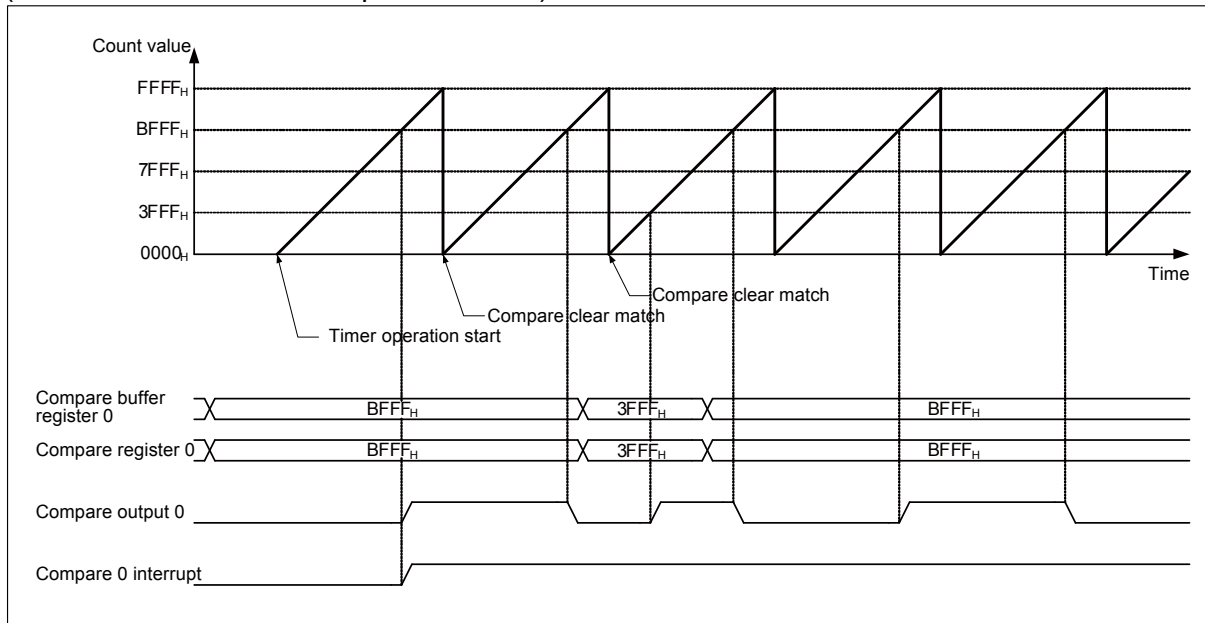 Count value
FFFFH
BFFFH
7FFFH
3FFFH
0000H
Time
Compare clear match
Compare clear match
Timer operation start
Compare buffer
register 0
BFFFH
3FFFH
BFFFH
Compare register 0
BFFFH
3FFFH
BFFFH
Compare output 0
Compare 0 interrupt